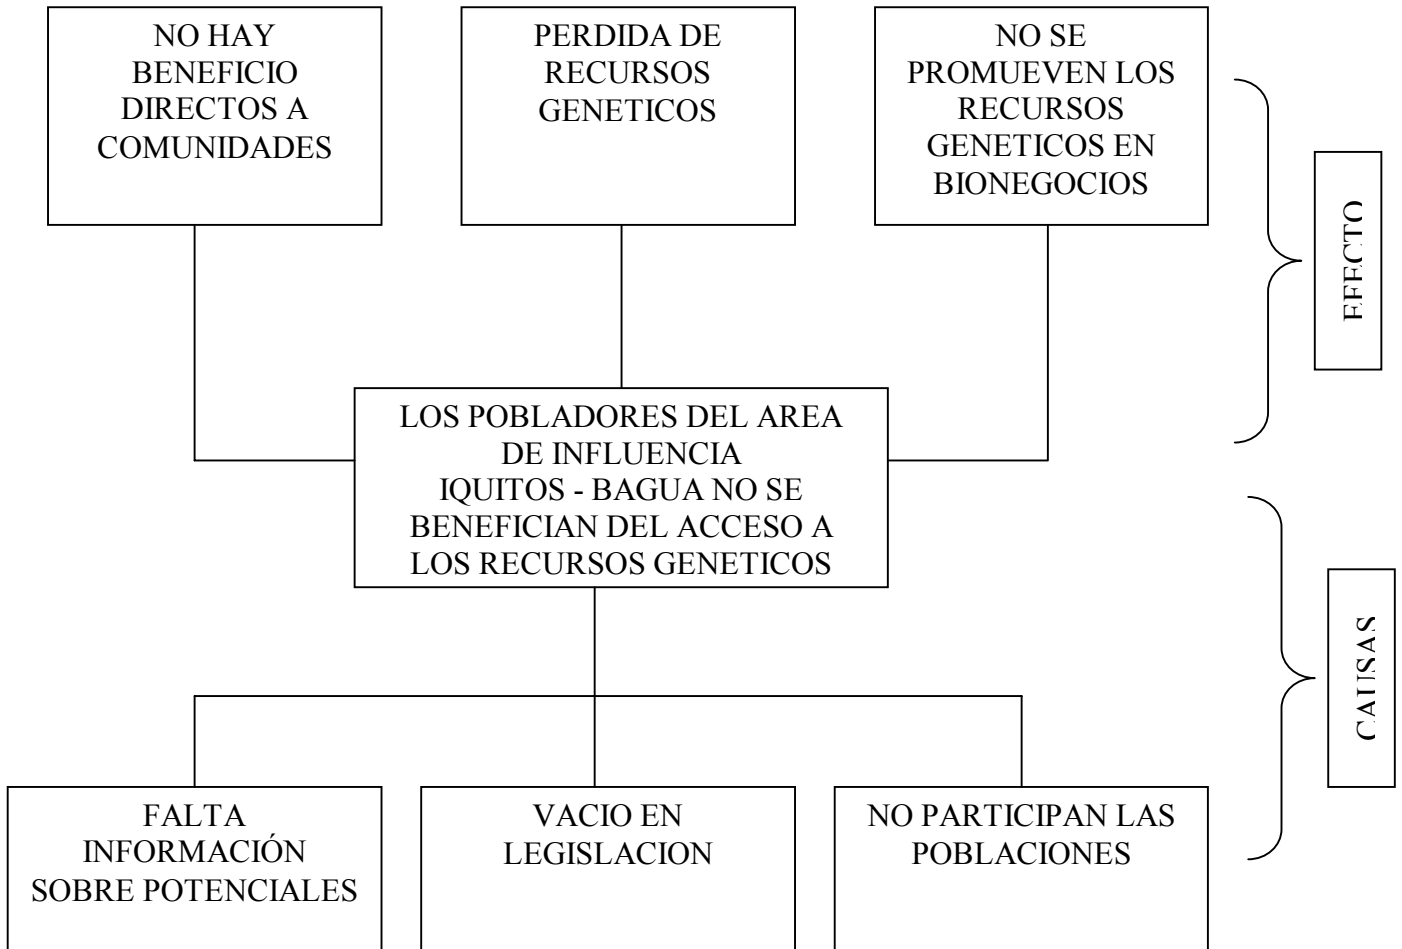 NO HAY
BENEFICIO
DIRECTOS A
COMUNIDADES
PERDIDA DE
RECURSOS
GENETICOS
NO SE
PROMUEVEN LOS
RECURSOS
GENETICOS EN
BIONEGOCIOS
EFECTO
LOS POBLADORES DEL AREA
DE INFLUENCIA
IQUITOS - BAGUA NO SE
BENEFICIAN DEL ACCESO A
LOS RECURSOS GENETICOS
CAUSAS
FALTA
INFORMACIÓN
SOBRE POTENCIALES
VACIO EN
LEGISLACION
NO PARTICIPAN LAS
POBLACIONES